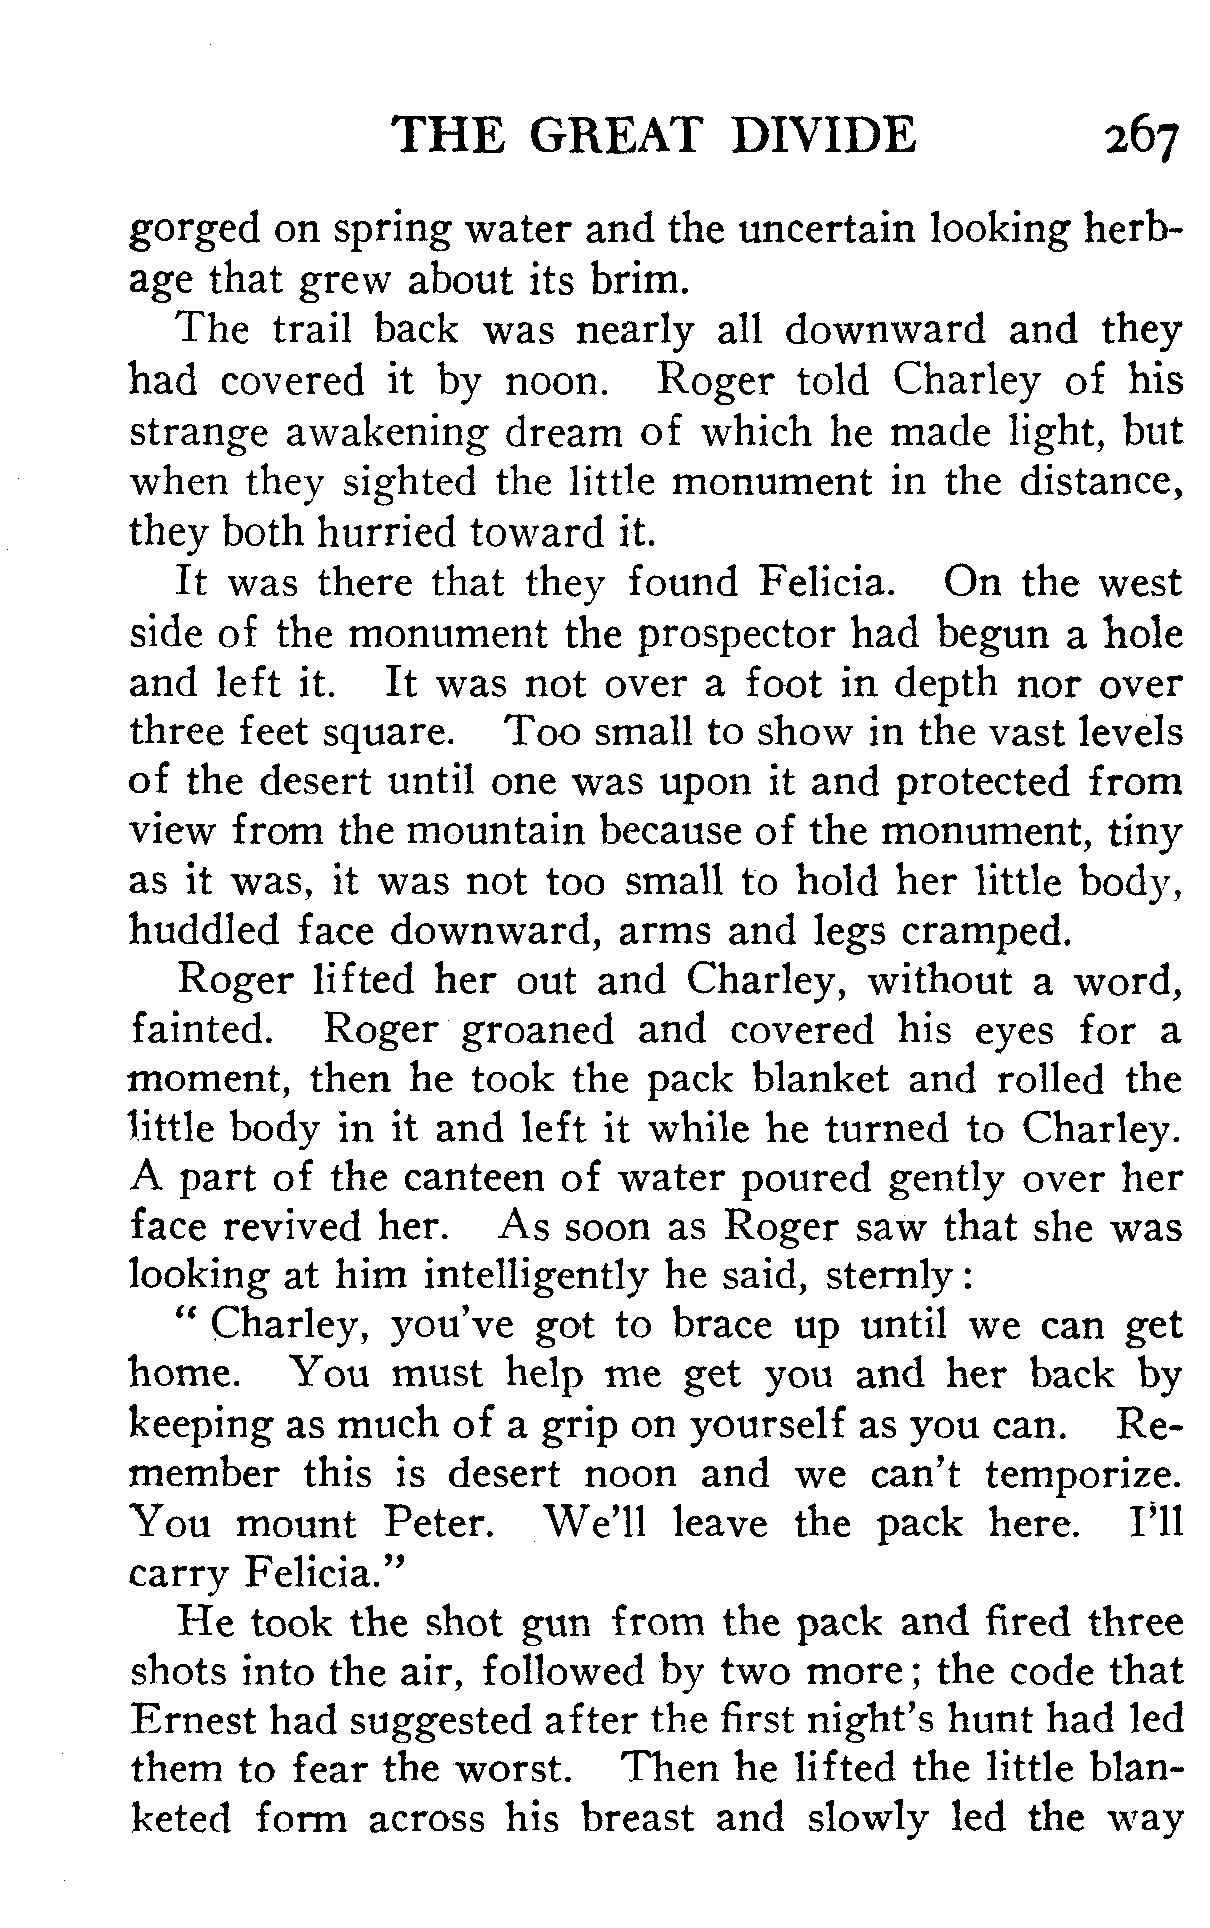 THE GREAT DIVIDE 267
gorged on spring water and the uncertain looking herb-
age that grew about its brim.
The trail back was nearly all downward and they
had covered it by noon. Roger told Charley of his
strange awakening dream of which he made light, but
when they sighted the little monument in the distance,
they both hurried toward it.
It was there that they found Felicia. On the west
side of the monument the prospector had begun a hole
and left it. It was not over a foot in depth nor over
three feet square. Too small to show in the vast levels
of the desert until one was upon it and protected from
view from the mountain because of the monument, tiny
as it was, it was not too small to hold her little body,
huddled face downward, arms and legs cramped.
Roger lifted her out and Charley, without a word,
fainted. Roger groaned and covered his eyes for a
moment, then he took the pack blanket and rolled the
little body in it and left it while he turned to Charley.
A part of the canteen of water poured gently over her
face revived her. As soon as Roger saw that she was
looking at him intelligently he said, sternly:
"Charley, you've got to brace up until we can get
home. You must help me get you and her back by
keeping as much of a grip on yourself as you can. Re-
member this is desert noon and we can't temporize.
You mount Peter. We'll leave the pack here. I'll
carry Felicia."
He took the shot gun from the pack and fired three
shots into the air, followed by two more; the code that
Ernest had suggested after the first night's hunt had led
them to fear the worst. Then he lifted the little blan-
keted form across his breast and slowly led the way